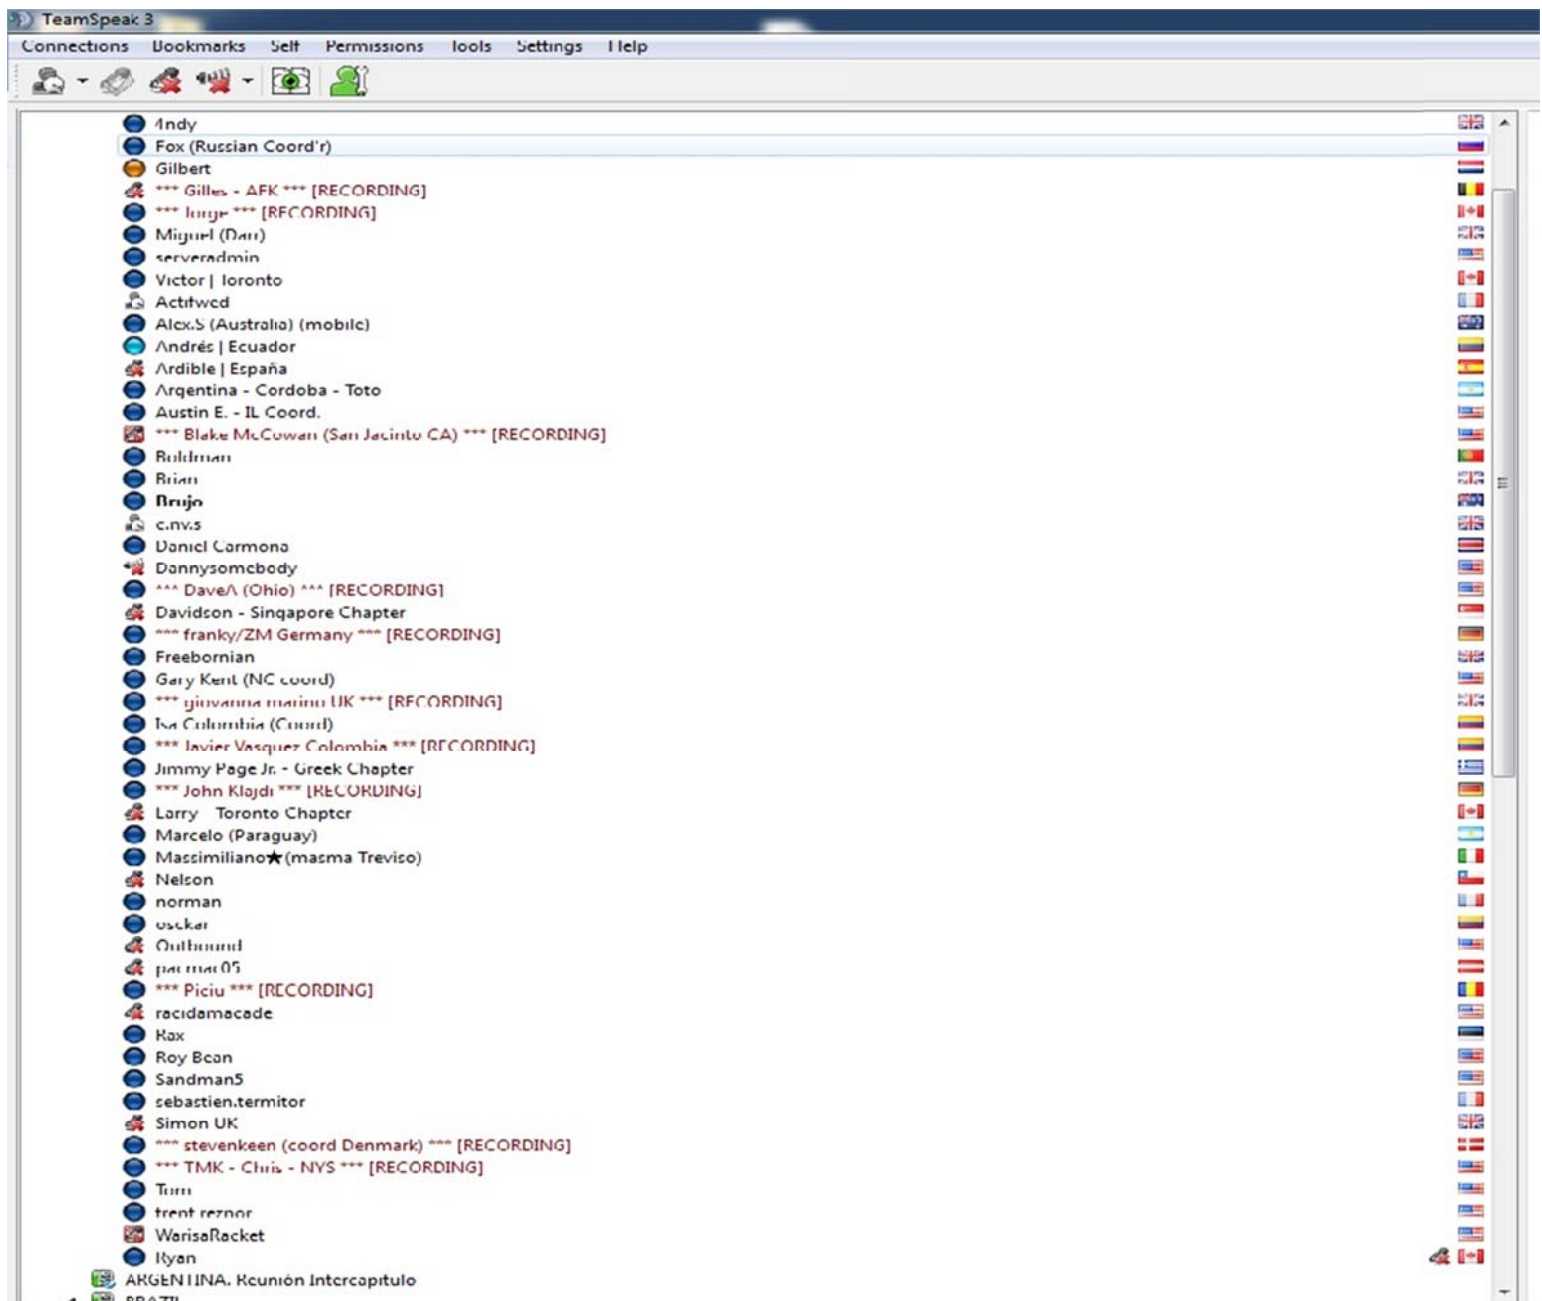 TeamSpeak 3
Connections Bookmarks Self Permissions Tools Settings Help
4ndy
Fox (Russian Coord'r)
Gilbert
*** Gilles - AFK *** [RECORDING]
*** Jorge *** [RECORDING]
Miguel (Dan)
serveradmin
Victor | Toronto
Actifwed
Alex.S (Australia) (mobile)
Andrés | Ecuador
Ardible | España
Argentina - Cordoba - Toto
Austin E. - IL Coord.
*** Blake McCowan (San Jacinto CA) *** [RECORDING]
Boldman
Brian
Brujo
c.nv.s
Daniel Carmona
Dannysomebody
*** DaveA (Ohio) *** [RECORDING]
Davidson - Singapore Chapter
*** franky/ZM Germany *** [RECORDING]
Freebornian
Gary Kent (NC coord)
*** giovanna marino UK *** [RECORDING]
Isa Colombia (Coord)
*** Javier Vasquez Colombia *** [RECORDING]
Jimmy Page Jr. - Greek Chapter
*** John Klajdi *** [RECORDING]
Larry Toronto Chapter
Marcelo (Paraguay)
Massimiliano★(masma Treviso)
Nelson
norman
osckar
Outbound
pacmac05
*** Piciu *** [RECORDING]
racidamacade
Rax
Roy Bean
Sandman5
sebastien.termitor
Simon UK
*** stevenkeen (coord Denmark) *** [RECORDING]
*** TMK - Chris - NYS *** [RECORDING]
Tom
trent reznor
WarisaRacket
Ryan
ARGENTINA. Reunión Intercapitulo
BRAZIL